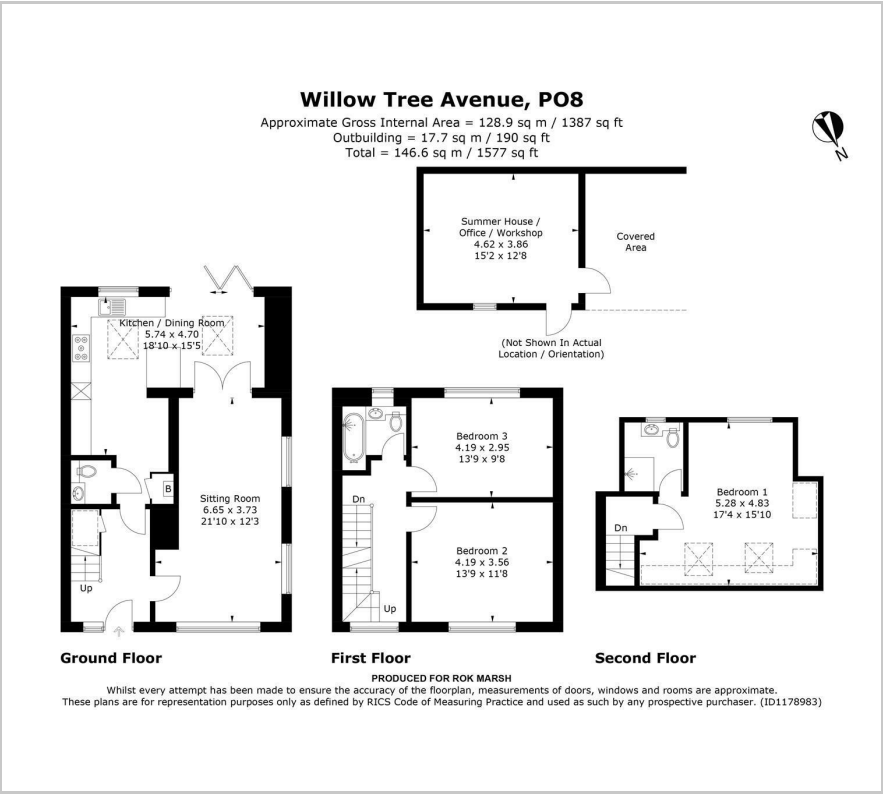 Willow Tree Avenue, PO8
Approximate Gross Internal Area = 128.9 sq m / 1387 sq ft
Outbuilding = 17.7 sq m / 190 sq ft
Total = 146.6 sq m / 1577 sq ft
N
Summer House /
Office / Workshop
4.62 x 3.86
15'2 x 12'8
Covered
Area
(Not Shown In Actual
Location / Orientation)
Kitchen / Dining Room
5.74 x 4.70
18'10 x 15'5
B
Sitting Room
6.65 x 3.73
21'10 x 12'3
Up
Ground Floor
Bedroom 3
4.19 x 2.95
13'9 x 9'8
Dn
Bedroom 2
4.19 x 3.56
13'9 x 11'8
Up
First Floor
Bedroom 1
5.28 x 4.83
17'4 x 15'10
Dn
Second Floor
PRODUCED FOR ROK MARSH
Whilst every attempt has been made to ensure the accuracy of the floorplan, measurements of doors, windows and rooms are approximate.
These plans are for representation purposes only as defined by RICS Code of Measuring Practice and used as such by any prospective purchaser. (ID1178983)